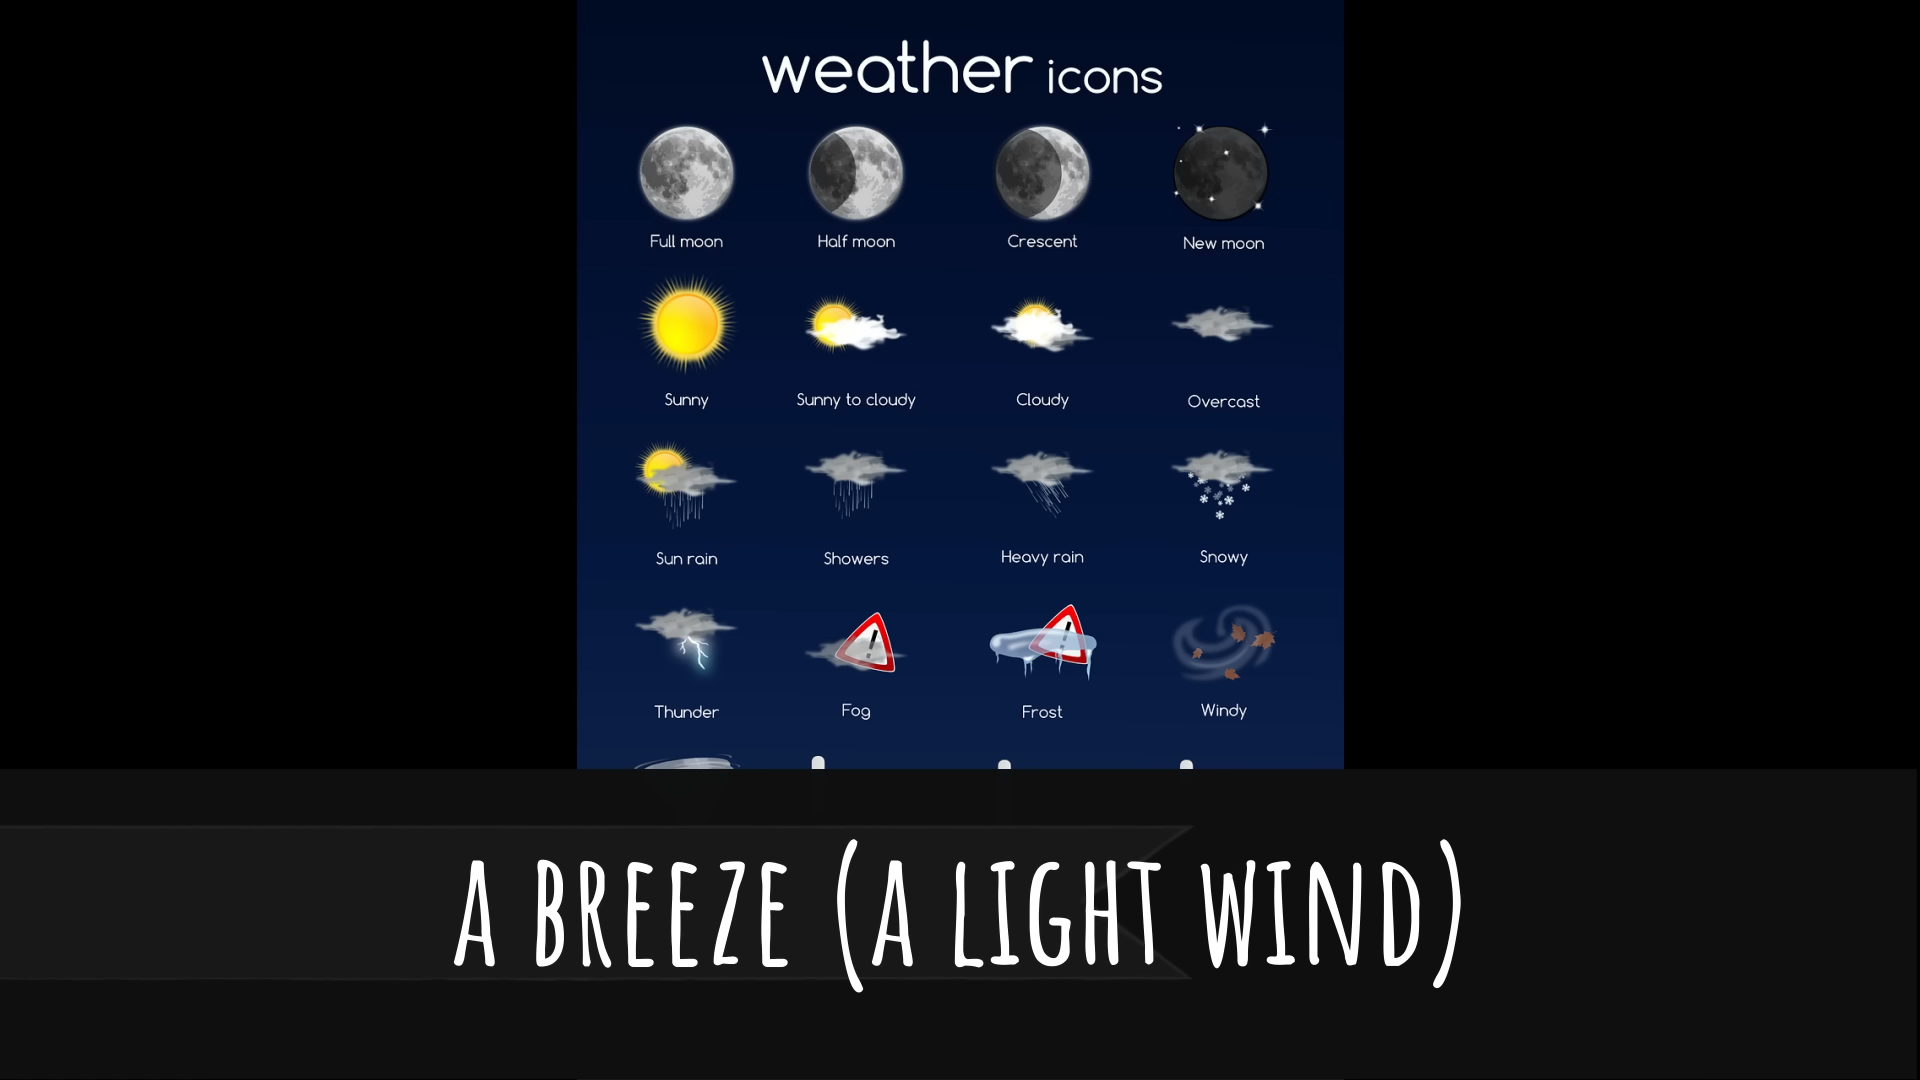 weather icons
Full moon Half moon Crescent New moon
Sunny Sunny to cloudy Cloudy Overcast
Sun rain Showers Heavy rain Snowy
Thunder Fog Frost Windy
A BREEZE (A LIGHT WIND)